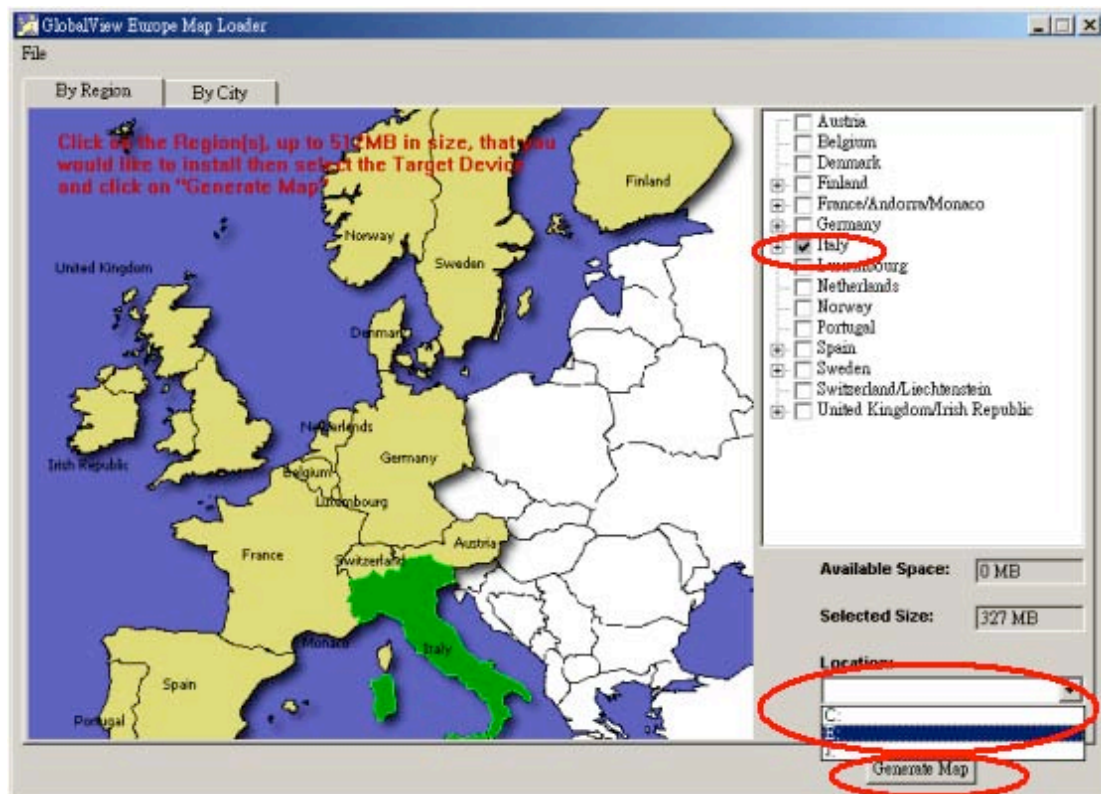 GlobalView Europe Map Loader
File
By Region
By City
Click on the Region(s), up to 512MB in size, that you
would like to install then select the Target Device
and click on "Generate Map"
Finland
Norway
Sweden
United Kingdom
Denmark
Netherlands
Irish Republic
Belgium
Germany
Luxembourg
France
Switzerland
Austria
Monaco
Italy
Spain
Portugal
Austria
Belgium
Denmark
Finland
France/Andorra/Monaco
Germany
Italy
Luxembourg
Netherlands
Norway
Portugal
Spain
Sweden
Switzerland/Liechtenstein
United Kingdom/Irish Republic
Available Space: 0 MB
Selected Size: 327 MB
Location:
C:
Generate Map